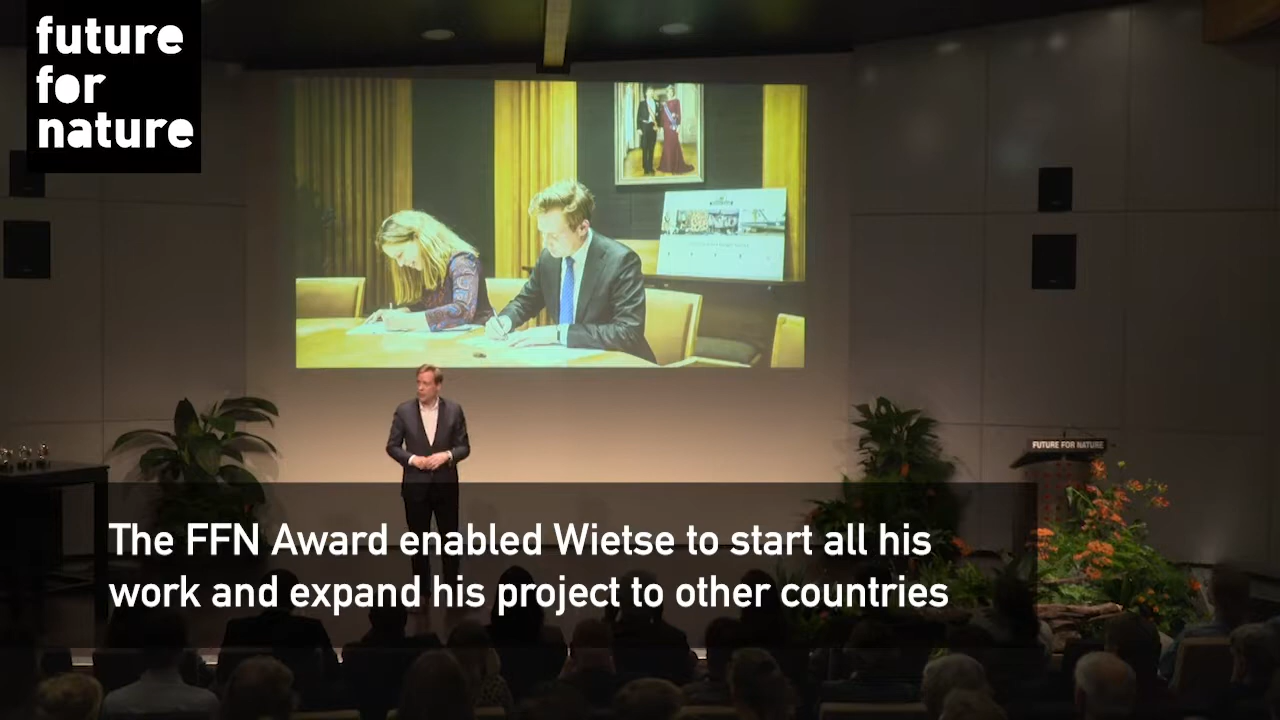 future
for
nature
FUTURE FOR NATURE
The FFN Award enabled Wietse to start all his
work and expand his project to other countries